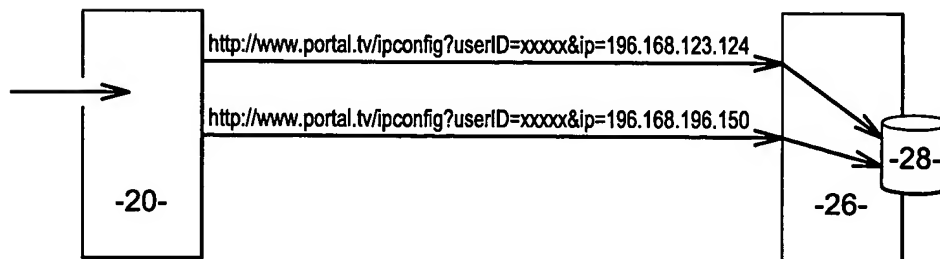 http://www.portal.tv/ipconfig?userID=xxxxx&ip=196.168.123.124
http://www.portal.tv/ipconfig?userID=xxxxx&ip=196.168.196.150
-28-
-20-
-26-